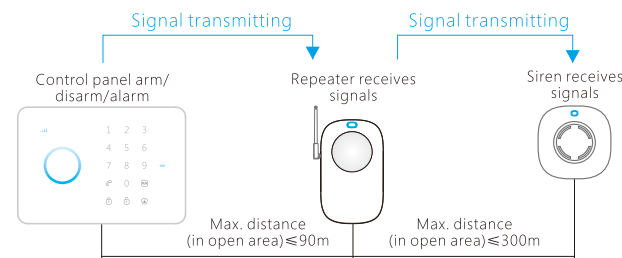 Signal transmitting
Signal transmitting
Control panel arm/
disarm/alarm
Repeater receives
signals
Siren receives
signals
1 2 3
4 5 6
7 8 9
0
Max. distance
(in open area)≤90m
Max. distance
(in open area)≤300m